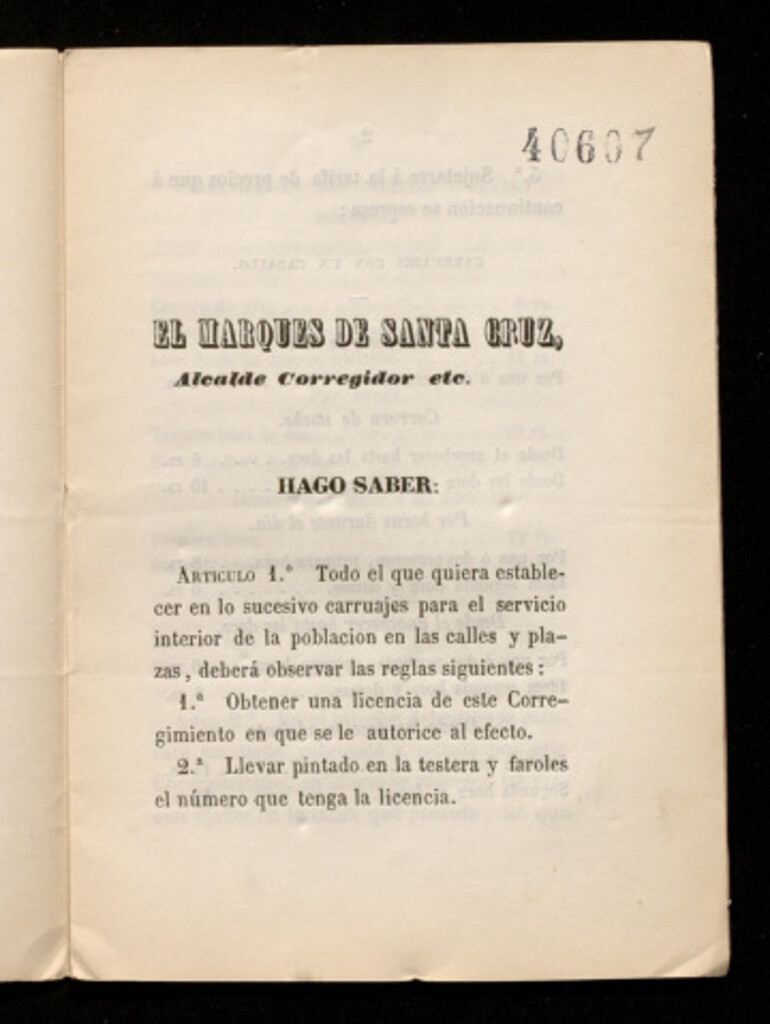 40607
EL MARQUES DE SANTA CRUZ,
Alcalde Corregidor etc.
HAGO SABER:
ARTICULO 1.º Todo el que quiera estable-
cer en lo sucesivo carruajes para el servicio
interior de la poblacion en las calles y pla-
zas, deberá observar las reglas siguientes:
1.ª Obtener una licencia de este Corre-
gimiento en que se le autorice al efecto.
2.ª Llevar pintado en la testera y faroles
el número que tenga la licencia.